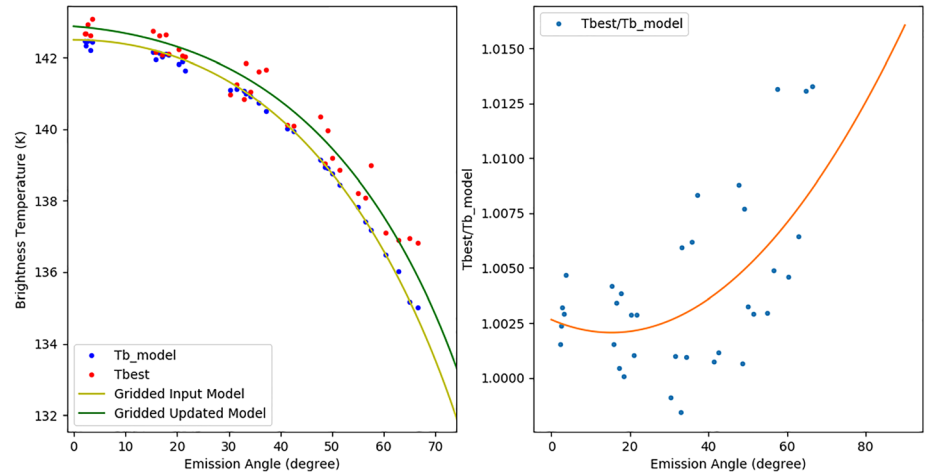 142
140
138
136
134
132
Brightness Temperature (K)
Tb_model
Tbest
Gridded Input Model
Gridded Updated Model
0 10 20 30 40 50 60 70
Emission Angle (degree)
Tbest/Tb_model
1.0150
1.0125
1.0100
1.0075
1.0050
1.0025
1.0000
Tbest/Tb_model
0 20 40 60 80
Emission Angle (degree)